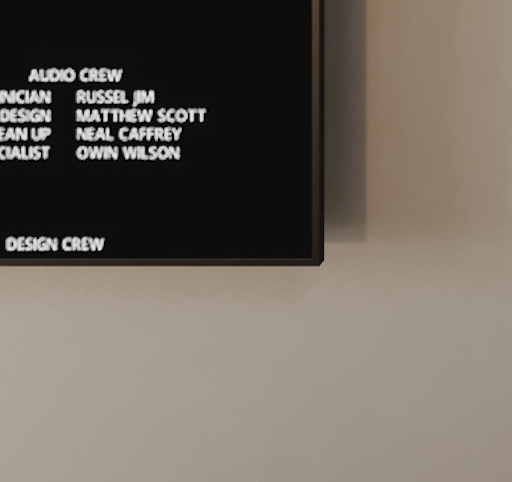 AUDIO CREW
NICIAN RUSSEL JIM
DESIGN MATTHEW SCOTT
EAN UP NEAL CAFFREY
CIALIST OWIN WILSON
DESIGN CREW